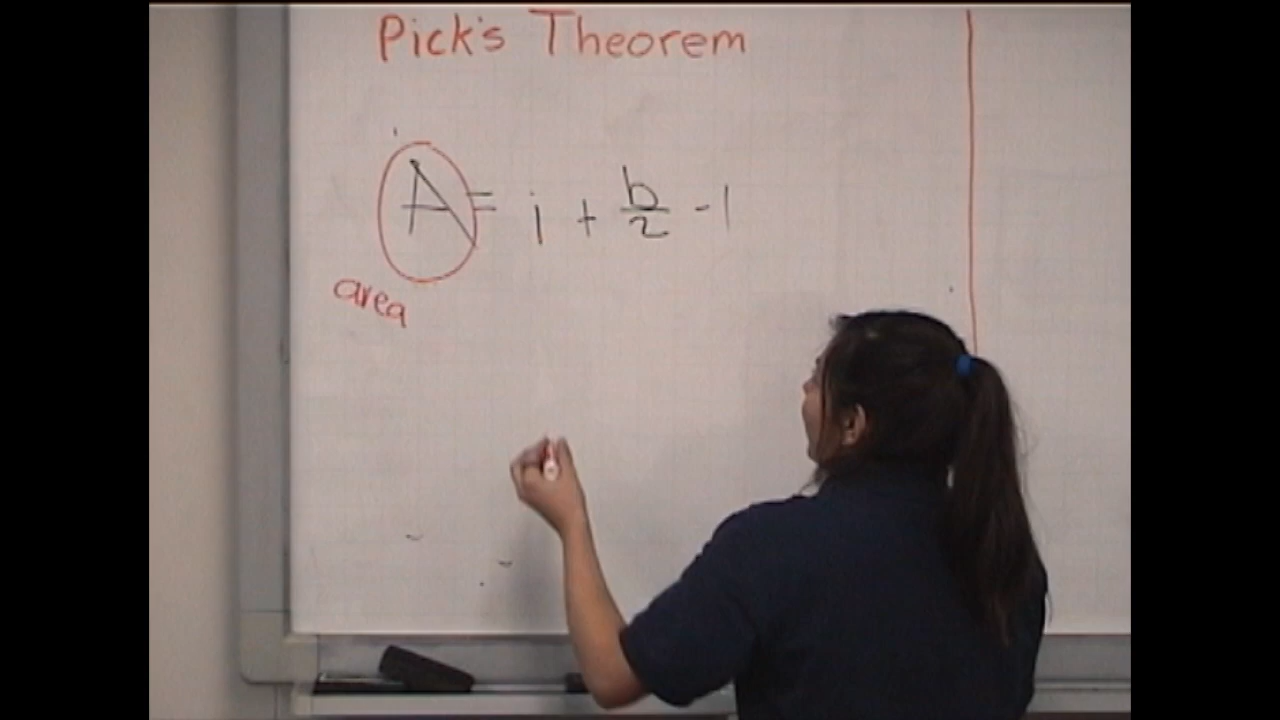 Pick's Theorem
A = i + b/2 - 1
area